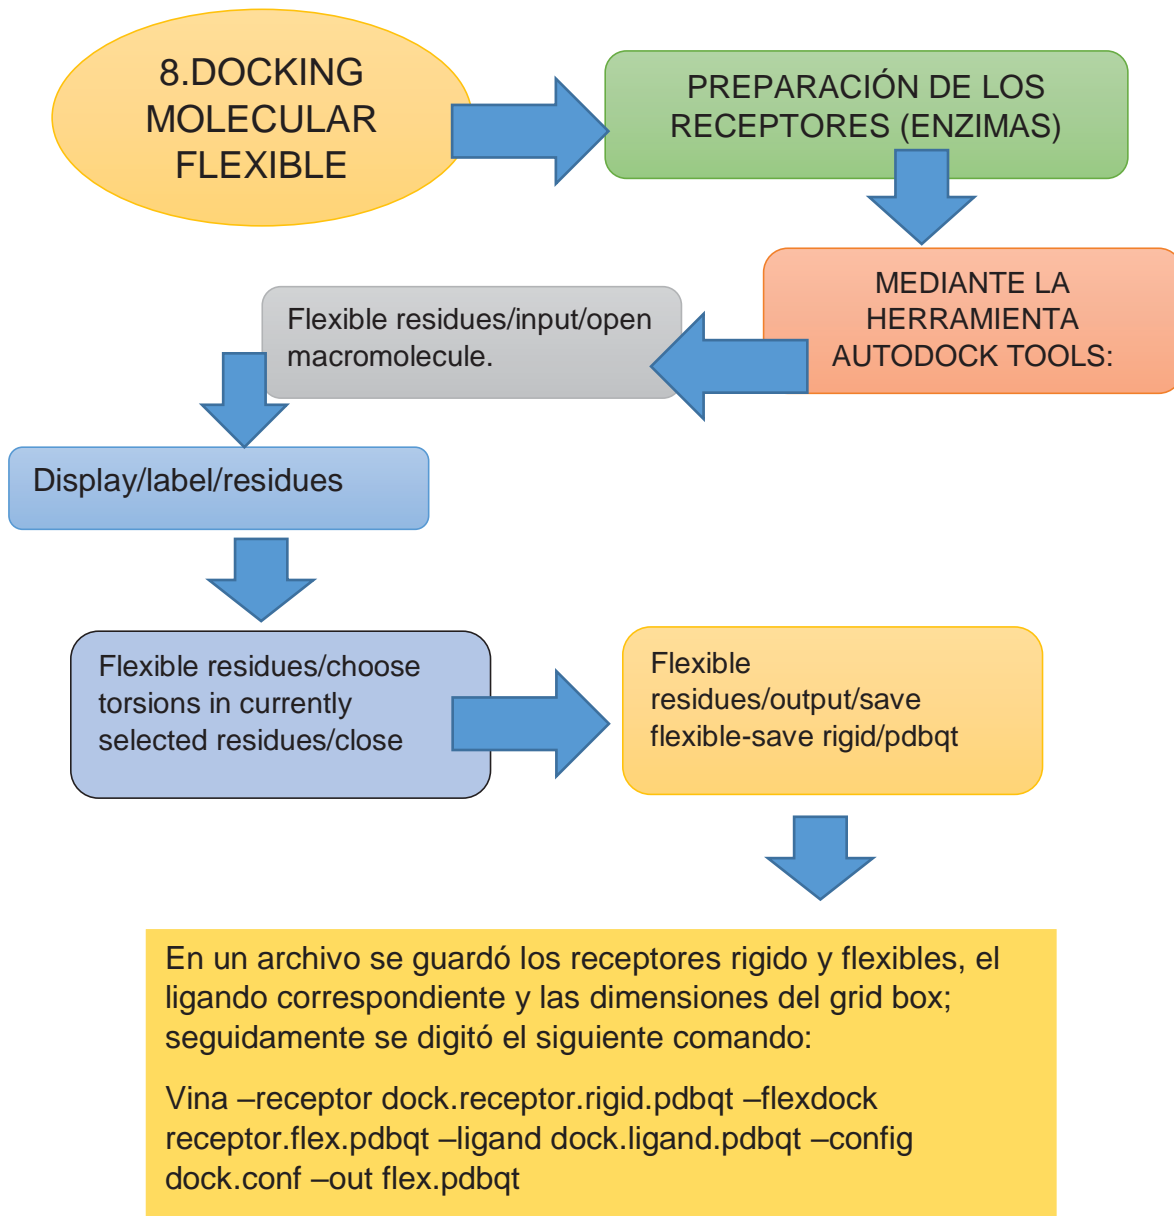 8.DOCKING
MOLECULAR
FLEXIBLE
PREPARACIÓN DE LOS
RECEPTORES (ENZIMAS)
MEDIANTE LA
HERRAMIENTA
AUTODOCK TOOLS:
Flexible residues/input/open
macromolecule.
Display/label/residues
Flexible residues/choose
torsions in currently
selected residues/close
Flexible
residues/output/save
flexible-save rigid/pdbqt
En un archivo se guardó los receptores rigido y flexibles, el
ligando correspondiente y las dimensiones del grid box;
seguidamente se digitó el siguiente comando:
Vina –receptor dock.receptor.rigid.pdbqt –flexdock
receptor.flex.pdbqt –ligand dock.ligand.pdbqt –config
dock.conf –out flex.pdbqt